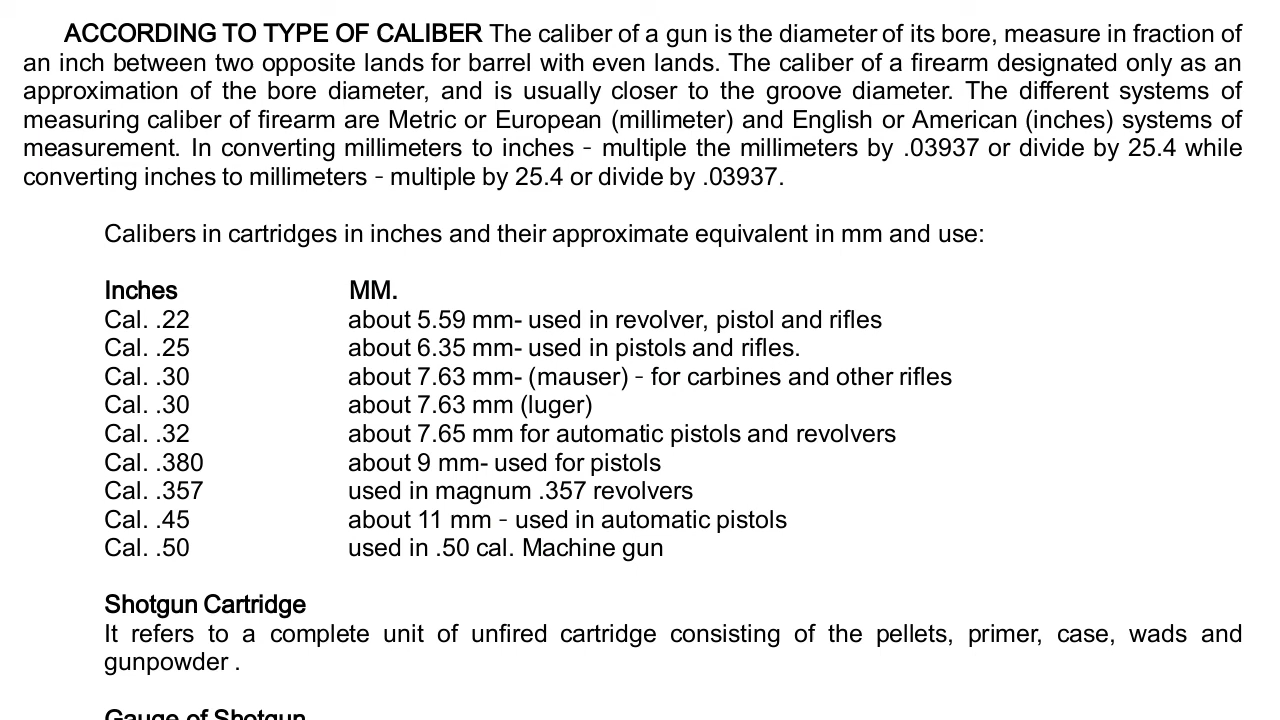 ACCORDING TO TYPE OF CALIBER The caliber of a gun is the diameter of its bore, measure in fraction of
an inch between two opposite lands for barrel with even lands. The caliber of a firearm designated only as an
approximation of the bore diameter, and is usually closer to the groove diameter. The different systems of
measuring caliber of firearm are Metric or European (millimeter) and English or American (inches) systems of
measurement. In converting millimeters to inches - multiple the millimeters by .03937 or divide by 25.4 while
converting inches to millimeters - multiple by 25.4 or divide by .03937.
Calibers in cartridges in inches and their approximate equivalent in mm and use:
Inches MM.
Cal. .22 about 5.59 mm- used in revolver, pistol and rifles
Cal. .25 about 6.35 mm- used in pistols and rifles.
Cal. .30 about 7.63 mm- (mauser) - for carbines and other rifles
Cal. .30 about 7.63 mm (luger)
Cal. .32 about 7.65 mm for automatic pistols and revolvers
Cal. .380 about 9 mm- used for pistols
Cal. .357 used in magnum .357 revolvers
Cal. .45 about 11 mm - used in automatic pistols
Cal. .50 used in .50 cal. Machine gun
Shotgun Cartridge
It refers to a complete unit of unfired cartridge consisting of the pellets, primer, case, wads and
gunpowder .
Gauge of Shotgun